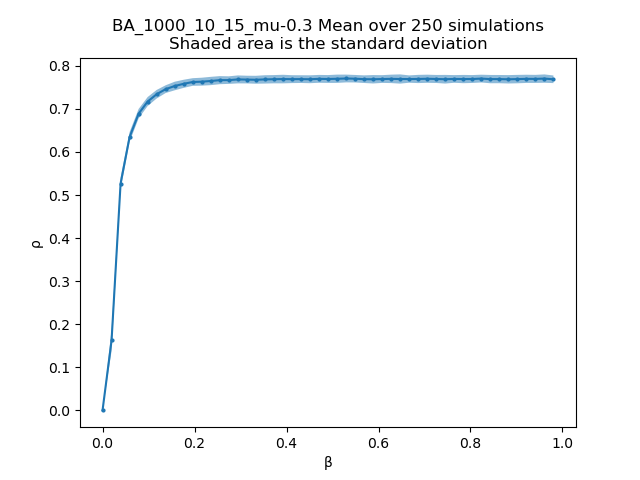 BA_1000_10_15_mu-0.3 Mean over 250 simulations
Shaded area is the standard deviation
0.8
0.7
0.6
0.5
0.4
0.3
0.2
0.1
0.0
ρ
0.0 0.2 0.4 0.6 0.8 1.0
β